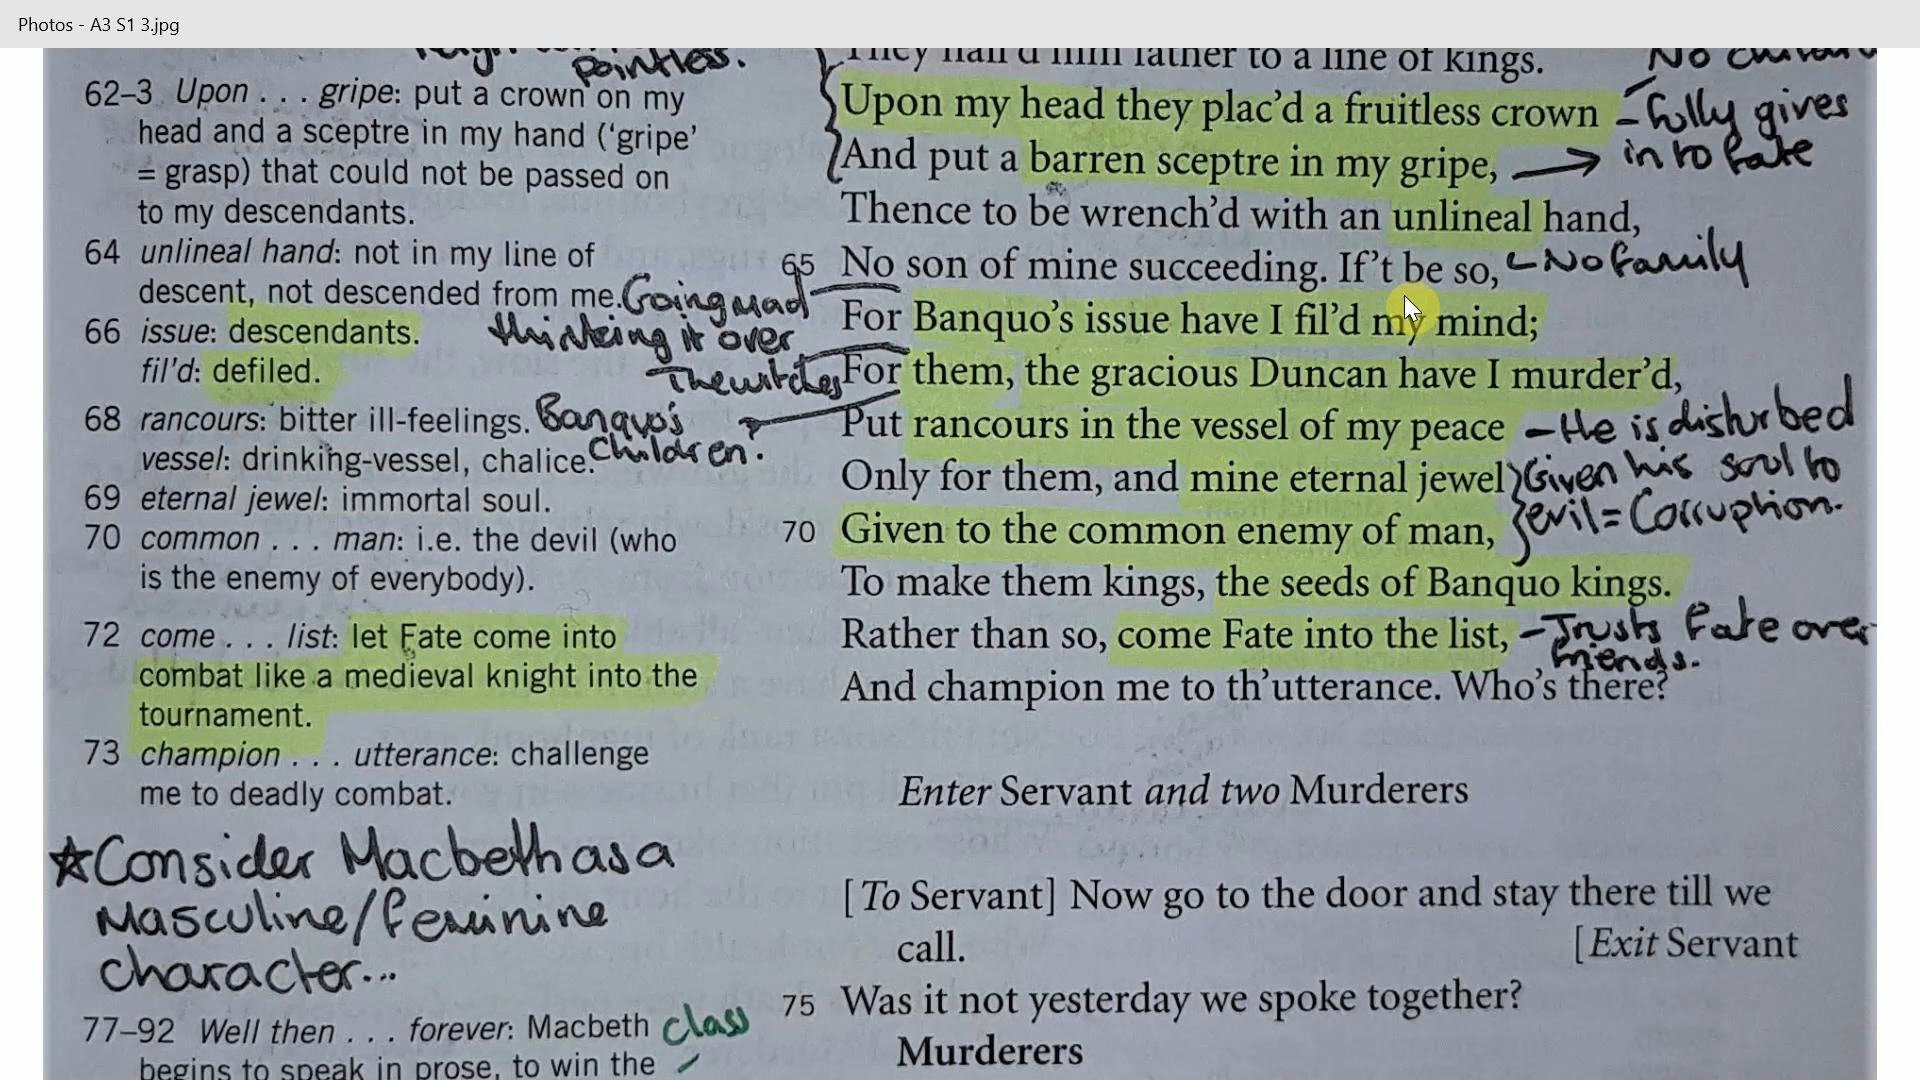 Photos - A3 S1 3.jpg
pointless.
They hail'd him father to a line of kings.
No
62–3 Upon . . . gripe: put a crown on my
head and a sceptre in my hand (‘gripe’
= grasp) that could not be passed on
to my descendants.
64 unlineal hand: not in my line of
descent, not descended from me.
66 issue: descendants.
fil’d: defiled.
68 rancours: bitter ill-feelings.
vessel: drinking-vessel, chalice.
69 eternal jewel: immortal soul.
70 common . . . man: i.e. the devil (who
is the enemy of everybody).
72 come . . . list: let Fate come into
combat like a medieval knight into the
tournament.
73 champion . . . utterance: challenge
me to deadly combat.
☆Consider Macbeth as a
Masculine/feminine
character...
77–92 Well then . . . forever: Macbeth
class
begins to speak in prose, to win the
Going mad
thinking it over
The witches
Banquo's
Children.
Upon my head they plac’d a fruitless crown
And put a barren sceptre in my gripe,
Thence to be wrench’d with an unlineal hand,
65 No son of mine succeeding. If’t be so,
For Banquo’s issue have I fil’d my mind;
For them, the gracious Duncan have I murder’d,
Put rancours in the vessel of my peace
Only for them, and mine eternal jewel
70 Given to the common enemy of man,
To make them kings, the seeds of Banquo kings.
Rather than so, come Fate into the list,
And champion me to th’utterance. Who’s there?
Enter Servant and two Murderers
[To Servant] Now go to the door and stay there till we
call.
[Exit Servant
75 Was it not yesterday we spoke together?
Murderers
– fully gives
into fate
– No family
– He is disturbed
Given his soul to
evil = Corruption.
– Trusts fate over
friends.